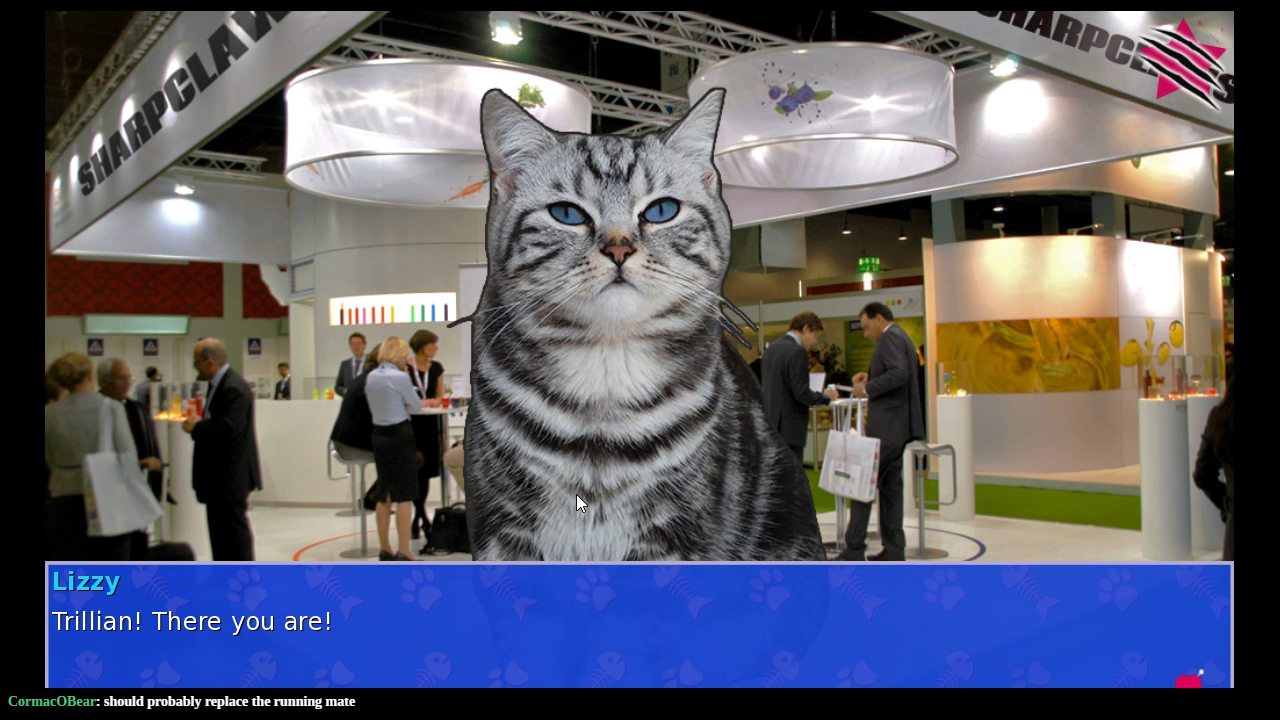 SHARPCLAW
SHARPCL
S
Lizzy
Trillian! There you are!
CormacOBear: should probably replace the running mate